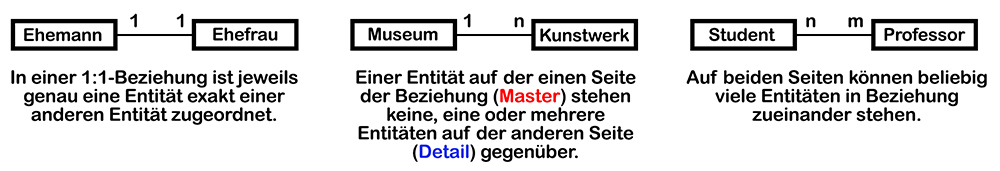 1 1
Ehemann Ehefrau
In einer 1:1-Beziehung ist jeweils
genau eine Entität exakt einer
anderen Entität zugeordnet.
1 n
Museum Kunstwerk
Einer Entität auf der einen Seite
der Beziehung (Master) stehen
keine, eine oder mehrere
Entitäten auf der anderen Seite
(Detail) gegenüber.
n m
Student Professor
Auf beiden Seiten können beliebig
viele Entitäten in Beziehung
zueinander stehen.